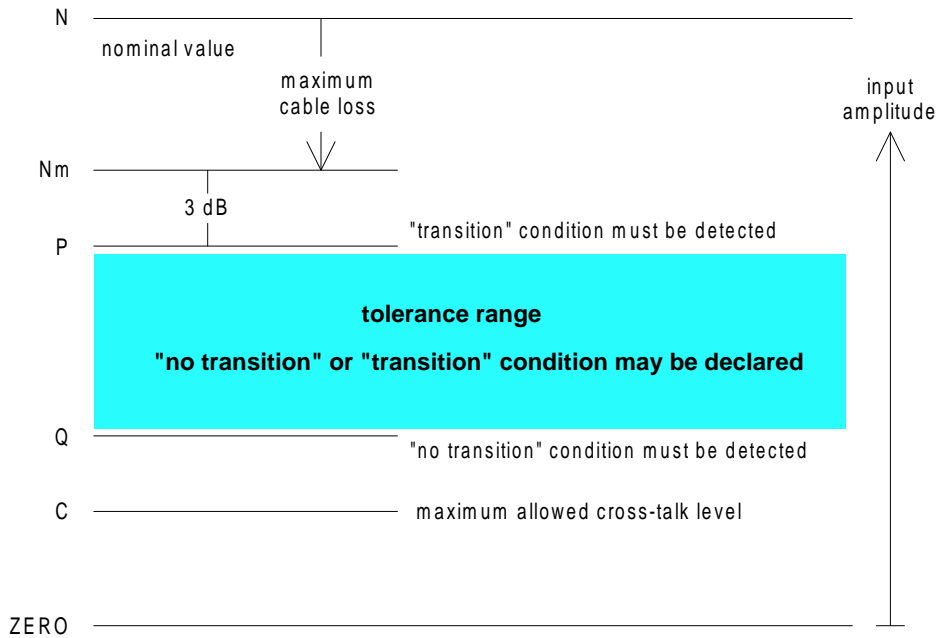 N
nominal value
maximum
cable loss
input
amplitude
Nm
3 dB
"transition" condition must be detected
P
tolerance range
"no transition" or "transition" condition may be declared
Q
"no transition" condition must be detected
C
maximum allowed cross-talk level
ZERO